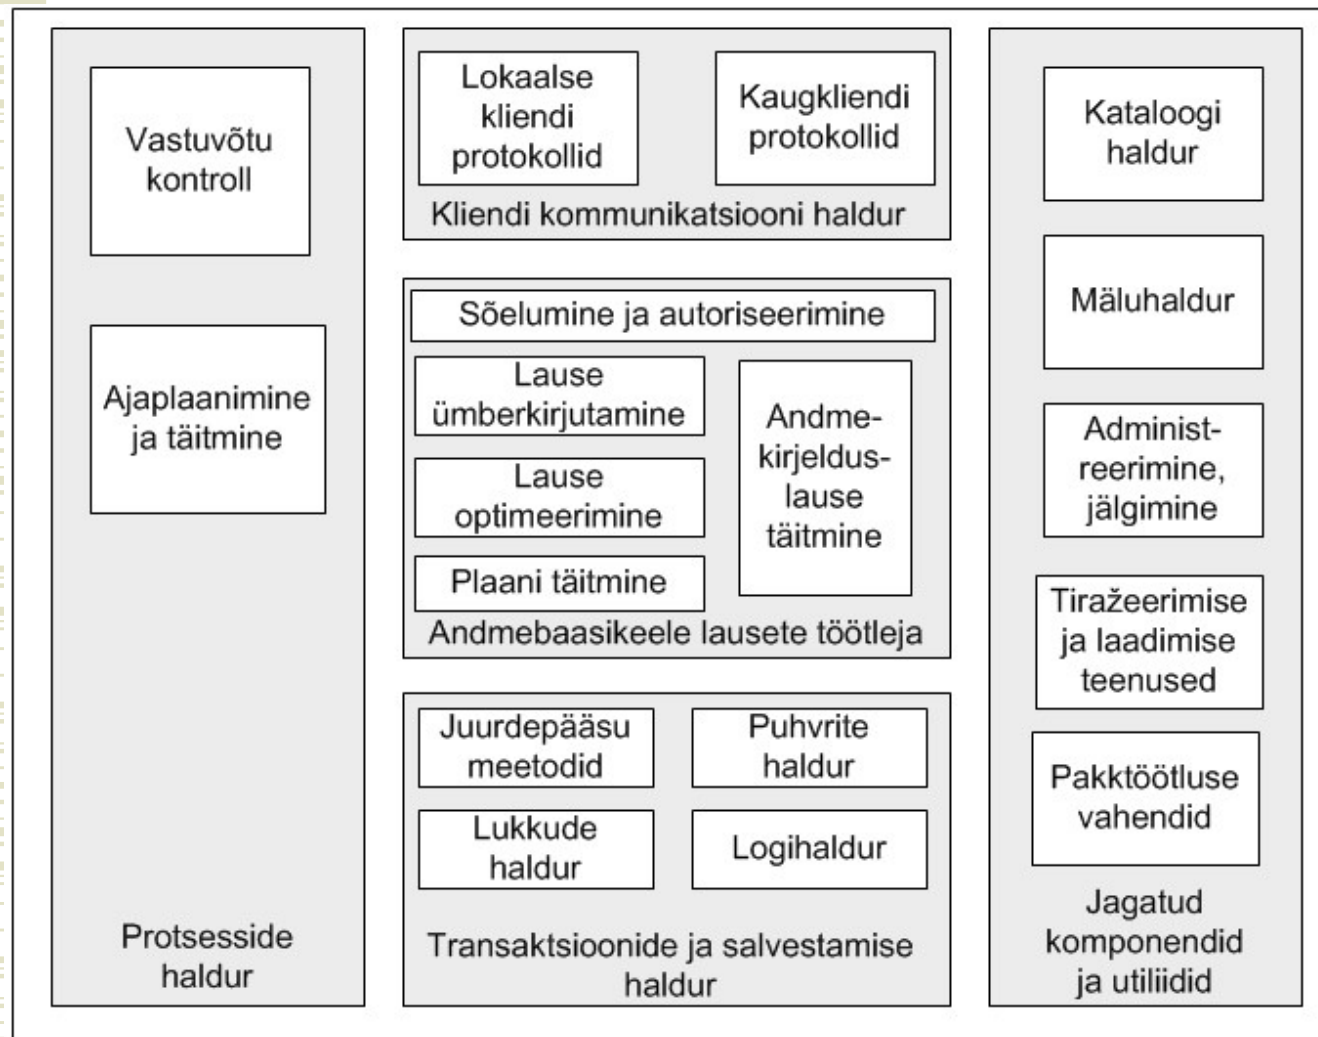 Vastuvõtu
kontroll
Ajaplaanimine
ja täitmine
Protsesside
haldur
Lokaalse
kliendi
protokollid
Kaugkliendi
protokollid
Kliendi kommunikatsiooni haldur
Sõelumine ja autoriseerimine
Lause
ümberkirjutamine
Lause
optimeerimine
Plaani täitmine
Andme-
kirjeldus-
lause
täitmine
Andmebaasikeele lausete töötleja
Juurdepääsu
meetodid
Puhvrite
haldur
Lukkude
haldur
Logihaldur
Transaktsioonide ja salvestamise
haldur
Kataloogi
haldur
Mäluhaldur
Administ-
reerimine,
jälgimine
Tiražeerimise
ja laadimise
teenused
Pakktöötluse
vahendid
Jagatud
komponendid
ja utiliidid